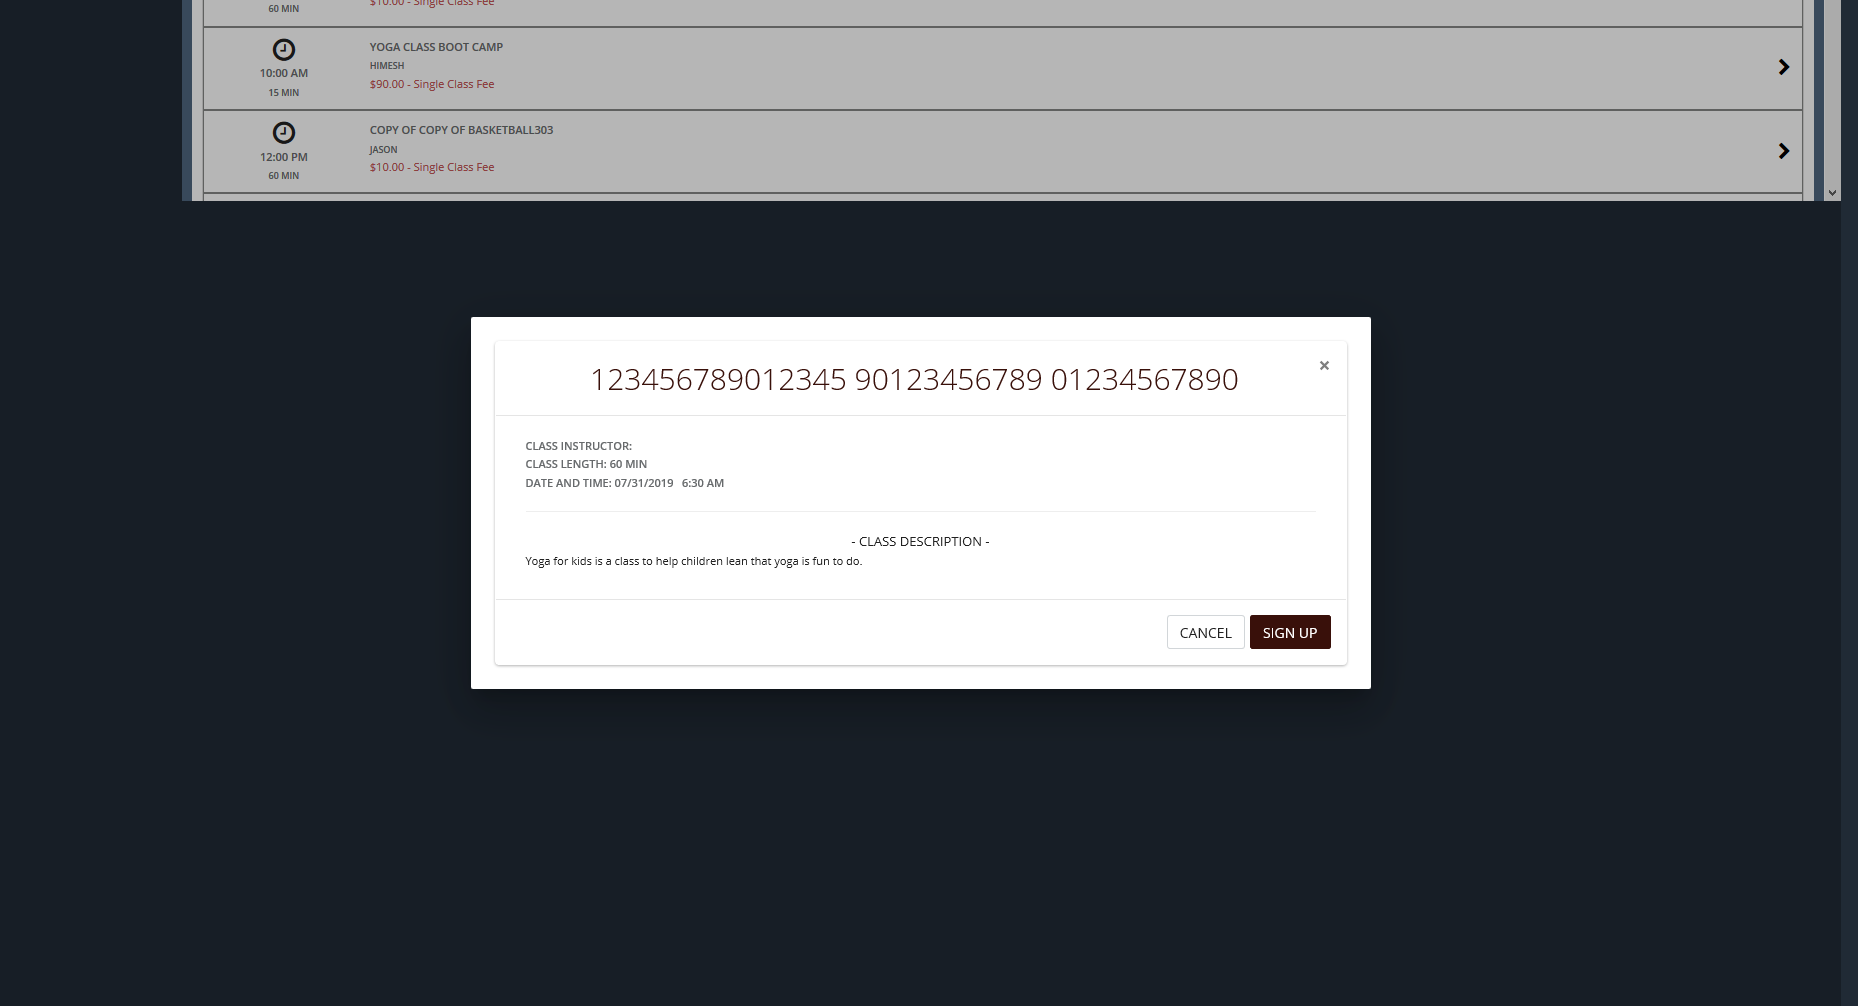 60 MIN
$10.00 - Single Class Fee
YOGA CLASS BOOT CAMP
HIMESH
10:00 AM
$90.00 - Single Class Fee
15 MIN
COPY OF COPY OF BASKETBALL303
JASON
12:00 PM
$10.00 - Single Class Fee
60 MIN
123456789012345 90123456789 01234567890
×
CLASS INSTRUCTOR:
CLASS LENGTH: 60 MIN
DATE AND TIME: 07/31/2019 6:30 AM
- CLASS DESCRIPTION -
Yoga for kids is a class to help children lean that yoga is fun to do.
CANCEL SIGN UP